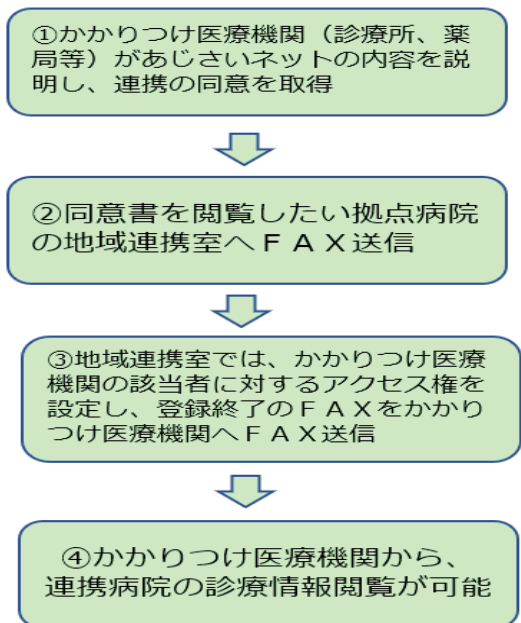 ①かかりつけ医療機関（診療所、薬
局等）があじさいネットの内容を説
明し、連携の同意を取得
②同意書を閲覧したい拠点病院
の地域連携室へＦＡＸ送信
③地域連携室では、かかりつけ医療
機関の該当者に対するアクセス権を
設定し、登録終了のＦＡＸをかかり
つけ医療機関へＦＡＸ送信
④かかりつけ医療機関から、
連携病院の診療情報閲覧が可能